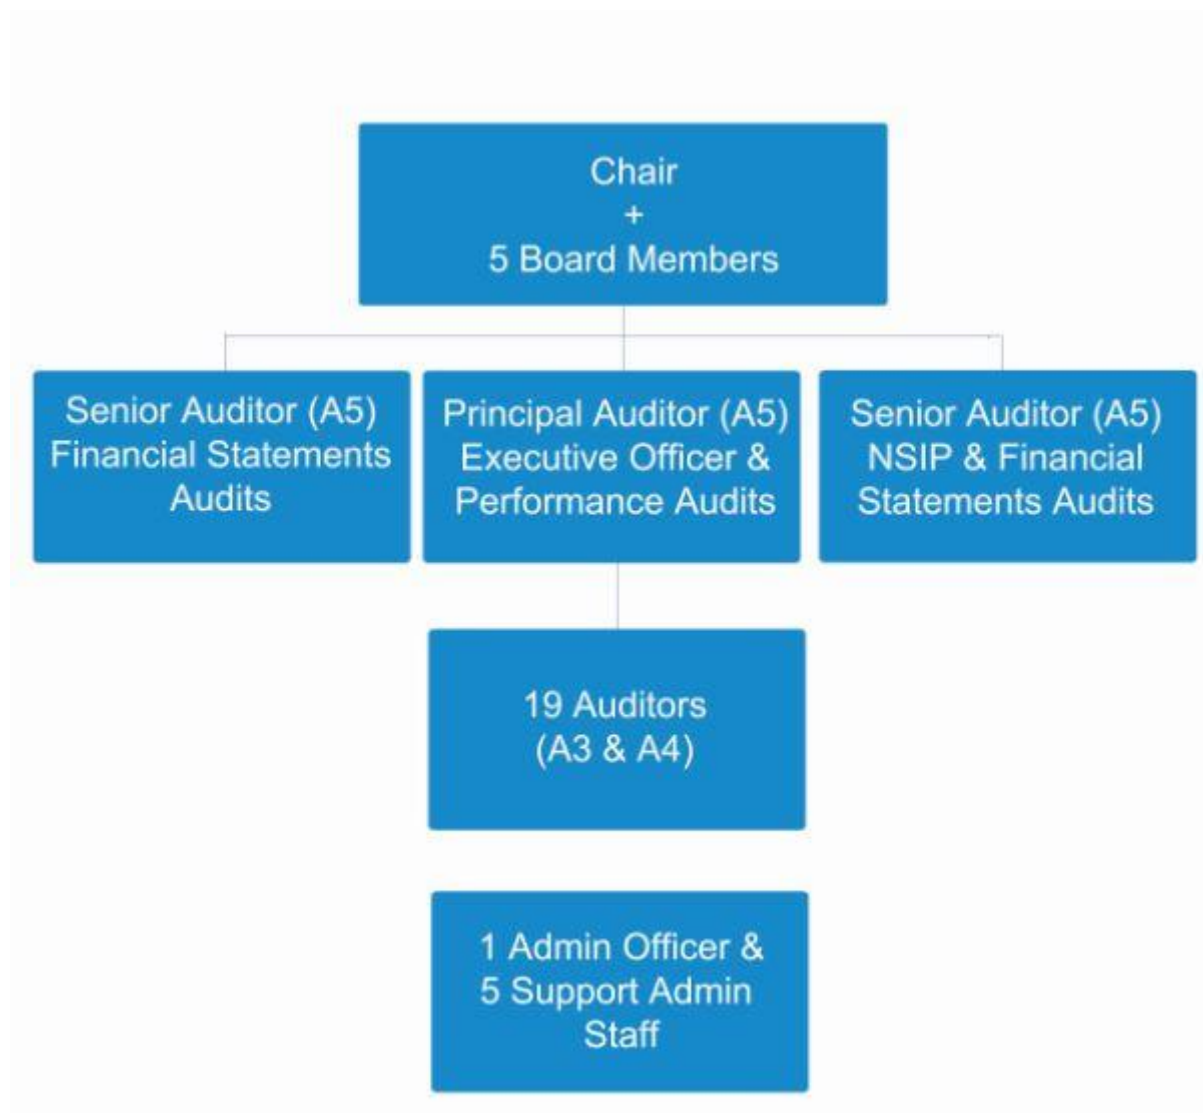 Chair
+
5 Board Members
Senior Auditor (A5)
Financial Statements
Audits
Principal Auditor (A5)
Executive Officer &
Performance Audits
Senior Auditor (A5)
NSIP & Financial
Statements Audits
19 Auditors
(A3 & A4)
1 Admin Officer &
5 Support Admin
Staff